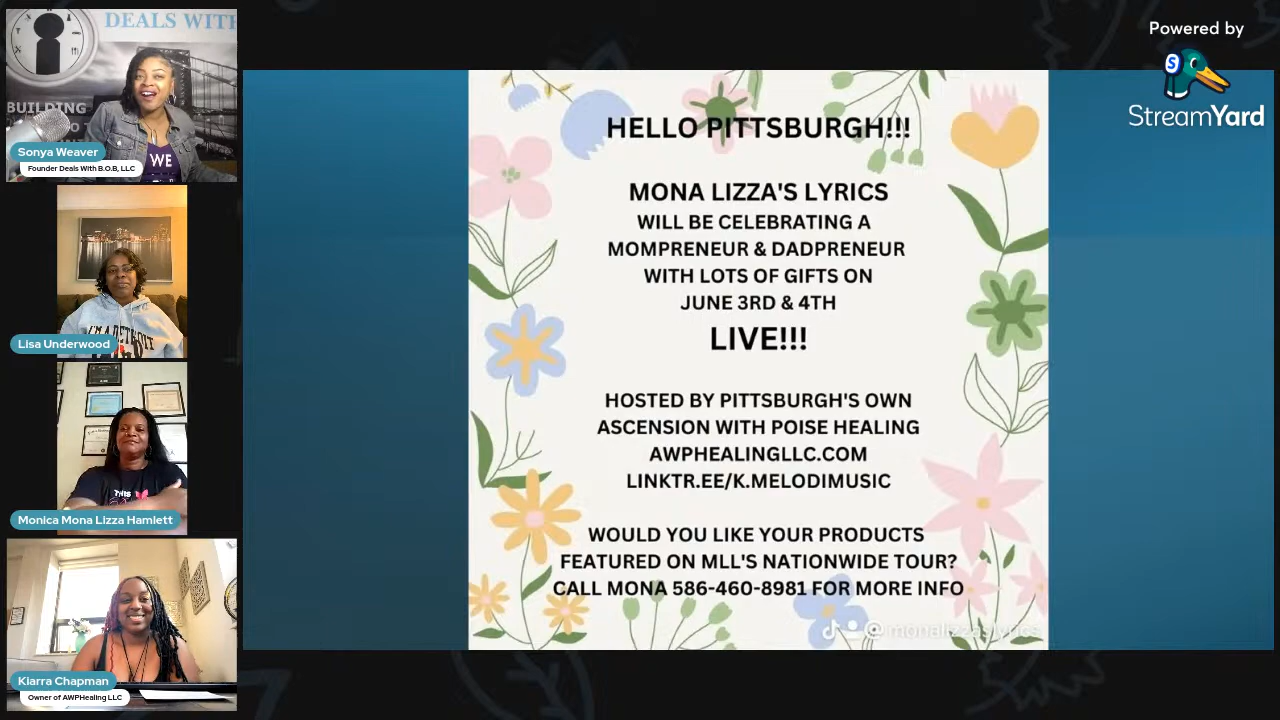 DEALS WITH
BUILDING
WE
Sonya Weaver
Founder Deals With B.O.B, LLC
Lisa Underwood
THIS
Monica Mona Lizza Hamlett
Kiarra Chapman
Owner of AWPHealing LLC
HELLO PITTSBURGH!!!
MONA LIZZA'S LYRICS
WILL BE CELEBRATING A
MOMPRENEUR & DADPRENEUR
WITH LOTS OF GIFTS ON
JUNE 3RD & 4TH
LIVE!!!
HOSTED BY PITTSBURGH'S OWN
ASCENSION WITH POISE HEALING
AWPHEALINGLLC.COM
LINKTR.EE/K.MELODIMUSIC
WOULD YOU LIKE YOUR PRODUCTS
FEATURED ON MLL'S NATIONWIDE TOUR?
CALL MONA 586-460-8981 FOR MORE INFO
@monalizzaslyrics
Powered by
S
StreamYard